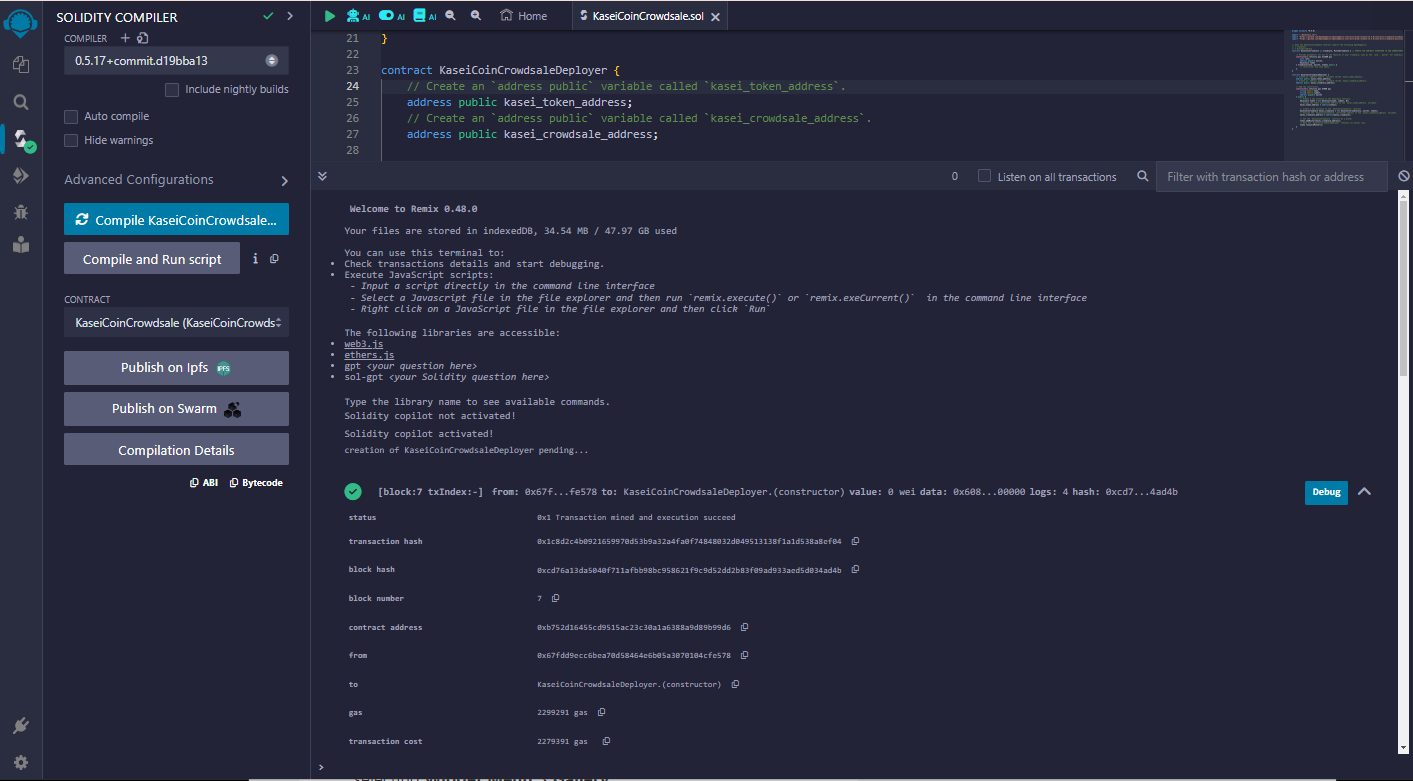 SOLIDITY COMPILER
COMPILER
0.5.17+commit.d19bba13
Include nightly builds
Auto compile
Hide warnings
Advanced Configurations
Compile KaseiCoinCrowdsale...
Compile and Run script
CONTRACT
KaseiCoinCrowdsale (KaseiCoinCrowds
Publish on Ipfs IPFS
Publish on Swarm
Compilation Details
ABI Bytecode
AI AI AI Home KaseiCoinCrowdsale.sol
21 }
22
23 contract KaseiCoinCrowdsaleDeployer {
24 // Create an `address public` variable called `kasei_token_address`.
25 address public kasei_token_address;
26 // Create an `address public` variable called `kasei_crowdsale_address`.
27 address public kasei_crowdsale_address;
28
0 Listen on all transactions Filter with transaction hash or address
Welcome to Remix 0.48.0
Your files are stored in indexedDB, 34.54 MB / 47.97 GB used
You can use this terminal to:
• Check transactions details and start debugging.
• Execute JavaScript scripts:
- Input a script directly in the command line interface
- Select a Javascript file in the file explorer and then run `remix.execute()` or `remix.exeCurrent()` in the command line interface
- Right click on a JavaScript file in the file explorer and then click `Run`
The following libraries are accessible:
• web3.js
• ethers.js
• gpt <your question here>
• sol-gpt <your Solidity question here>
Type the library name to see available commands.
Solidity copilot not activated!
Solidity copilot activated!
creation of KaseiCoinCrowdsaleDeployer pending...
[block:7 txIndex:-] from: 0x67f...fe578 to: KaseiCoinCrowdsaleDeployer.(constructor) value: 0 wei data: 0x608...00000 logs: 4 hash: 0xcd7...4ad4b Debug
status 0x1 Transaction mined and execution succeed
transaction hash 0x1c8d2c4b0921659970d53b9a32a4fa0f74848032d049513138f1a1d538a8ef04
block hash 0xcd76a13da5040f711afbb98bc958621f9c9d52dd2b83f09ad933aed5d034ad4b
block number 7
contract address 0xb752d16455cd9515ac23c30a1a6388a9d89b99d6
from 0x67fdd9ecc6bea70d58464e6b05a3070104cfe578
to KaseiCoinCrowdsaleDeployer.(constructor)
gas 2299291 gas
transaction cost 2279391 gas
>